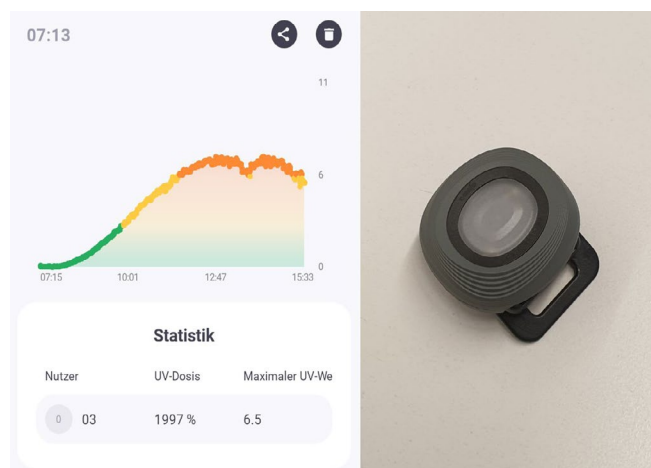 07:13
11
6
0
07:15 10:01 12:47 15:33
Statistik
Nutzer UV-Dosis Maximaler UV-We
0 03 1997 % 6.5